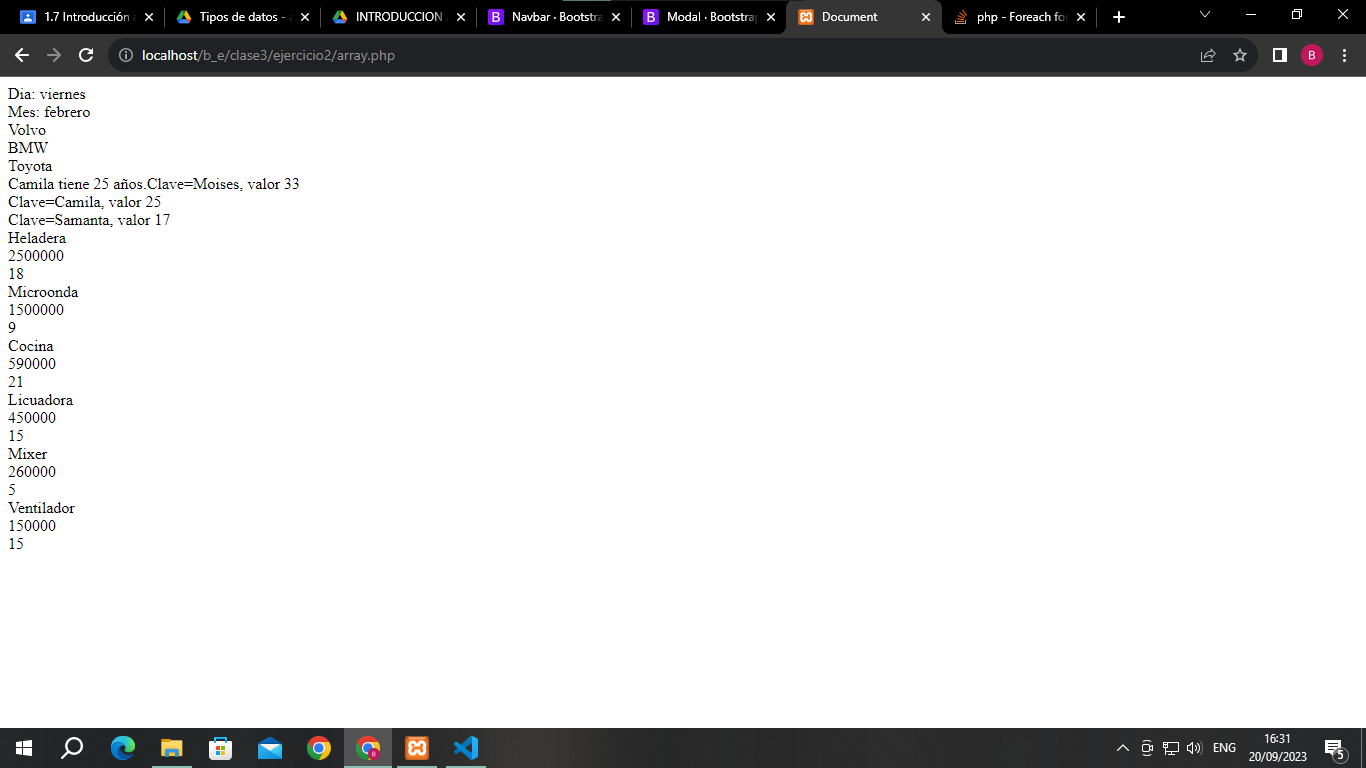 1.7 Introducción
Tipos de datos -
INTRODUCCION
Navbar · Bootstra
Modal · Bootstrap
Document
php - Foreach for
localhost/b_e/clase3/ejercicio2/array.php
B
Dia: viernes
Mes: febrero
Volvo
BMW
Toyota
Camila tiene 25 años.Clave=Moises, valor 33
Clave=Camila, valor 25
Clave=Samanta, valor 17
Heladera
2500000
18
Microonda
1500000
9
Cocina
590000
21
Licuadora
450000
15
Mixer
260000
5
Ventilador
150000
15
ENG
16:31
20/09/2023
5